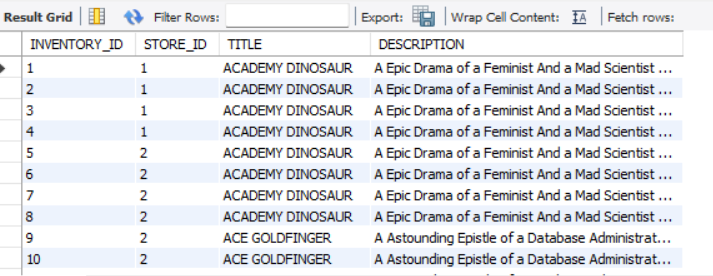 Result Grid Filter Rows: Export: Wrap Cell Content: IA Fetch rows:
INVENTORY_ID STORE_ID TITLE DESCRIPTION
1 1 ACADEMY DINOSAUR A Epic Drama of a Feminist And a Mad Scientist ...
2 1 ACADEMY DINOSAUR A Epic Drama of a Feminist And a Mad Scientist ...
3 1 ACADEMY DINOSAUR A Epic Drama of a Feminist And a Mad Scientist ...
4 1 ACADEMY DINOSAUR A Epic Drama of a Feminist And a Mad Scientist ...
5 2 ACADEMY DINOSAUR A Epic Drama of a Feminist And a Mad Scientist ...
6 2 ACADEMY DINOSAUR A Epic Drama of a Feminist And a Mad Scientist ...
7 2 ACADEMY DINOSAUR A Epic Drama of a Feminist And a Mad Scientist ...
8 2 ACADEMY DINOSAUR A Epic Drama of a Feminist And a Mad Scientist ...
9 2 ACE GOLDFINGER A Astounding Epistle of a Database Administrat...
10 2 ACE GOLDFINGER A Astounding Epistle of a Database Administrat...